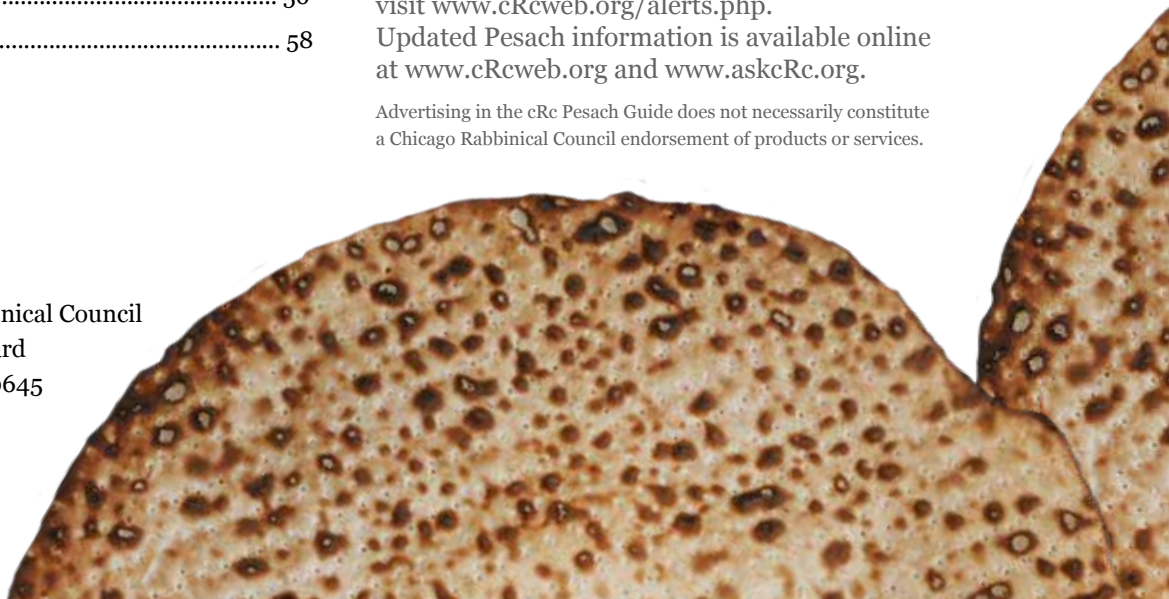 58
visit www.cRcweb.org/alerts.php.
Updated Pesach information is available online
at www.cRcweb.org and www.askcRc.org.
Advertising in the cRc Pesach Guide does not necessarily constitute
a Chicago Rabbinical Council endorsement of products or services.
nical Council
rd
0645